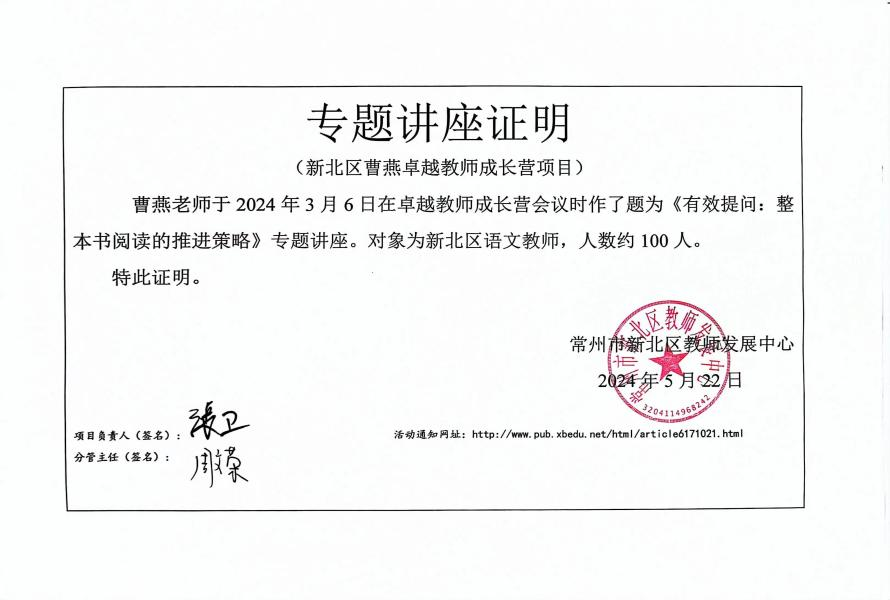 专题讲座证明
（新北区曹燕卓越教师成长营项目）
曹燕老师于 2024 年 3 月 6 日在卓越教师成长营会议时作了题为《有效提问：整
本书阅读的推进策略》专题讲座。对象为新北区语文教师，人数约 100 人。
特此证明。
常州市新北区教师发展中心
2024 年 5 月 22 日
常州市新北区教师发展中心
3204114968242
项目负责人（签名）：張卫
分管主任（签名）：
活动通知网址：http://www.pub.xbedu.net/html/article6171021.html